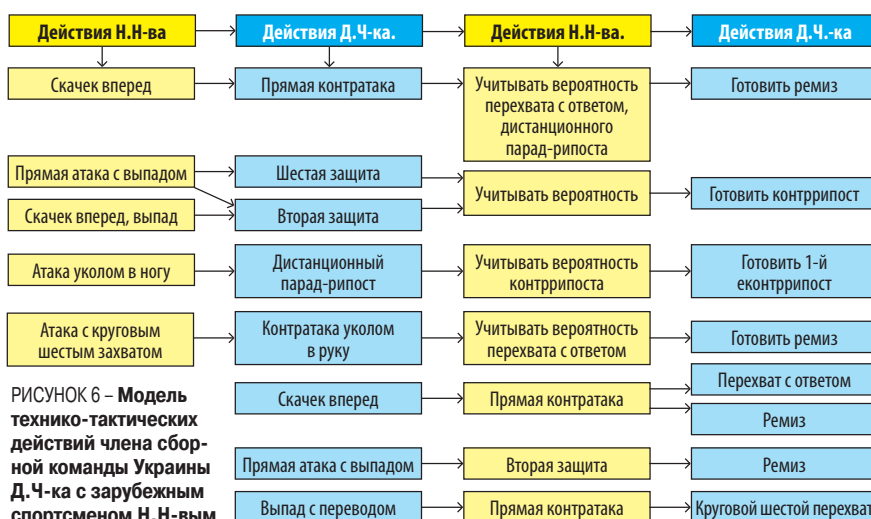 Действия Н.Н-ва
Действия Д.Ч-ка.
Действия Н.Н-ва.
Действия Д.Ч.-ка
Скачек вперед
Прямая контратака
Учитывать вероятность
перехвата с ответом,
дистанционного
парад-рипоста
Готовить ремиз
Прямая атака с выпадом
Шестая защита
Скачек вперед, выпад
Вторая защита
Учитывать вероятность
Готовить контррипост
Атака уколом в ногу
Дистанционный
парад-рипост
Учитывать вероятность
контррипоста
Готовить 1-й
еконтррипост
Атака с круговым
шестым захватом
Контратака уколом
в руку
Учитывать вероятность
перехвата с ответом
Готовить ремиз
Скачек вперед
Прямая контратака
Перехват с ответом
Ремиз
Прямая атака с выпадом
Вторая защита
Ремиз
Выпад с переводом
Прямая контратака
Круговой шестой перехват
РИСУНОК 6 – Модель
технико-тактических
действий члена сбор-
ной команды Украины
Д.Ч-ка с зарубежным
спортсменом Н.Н-вым